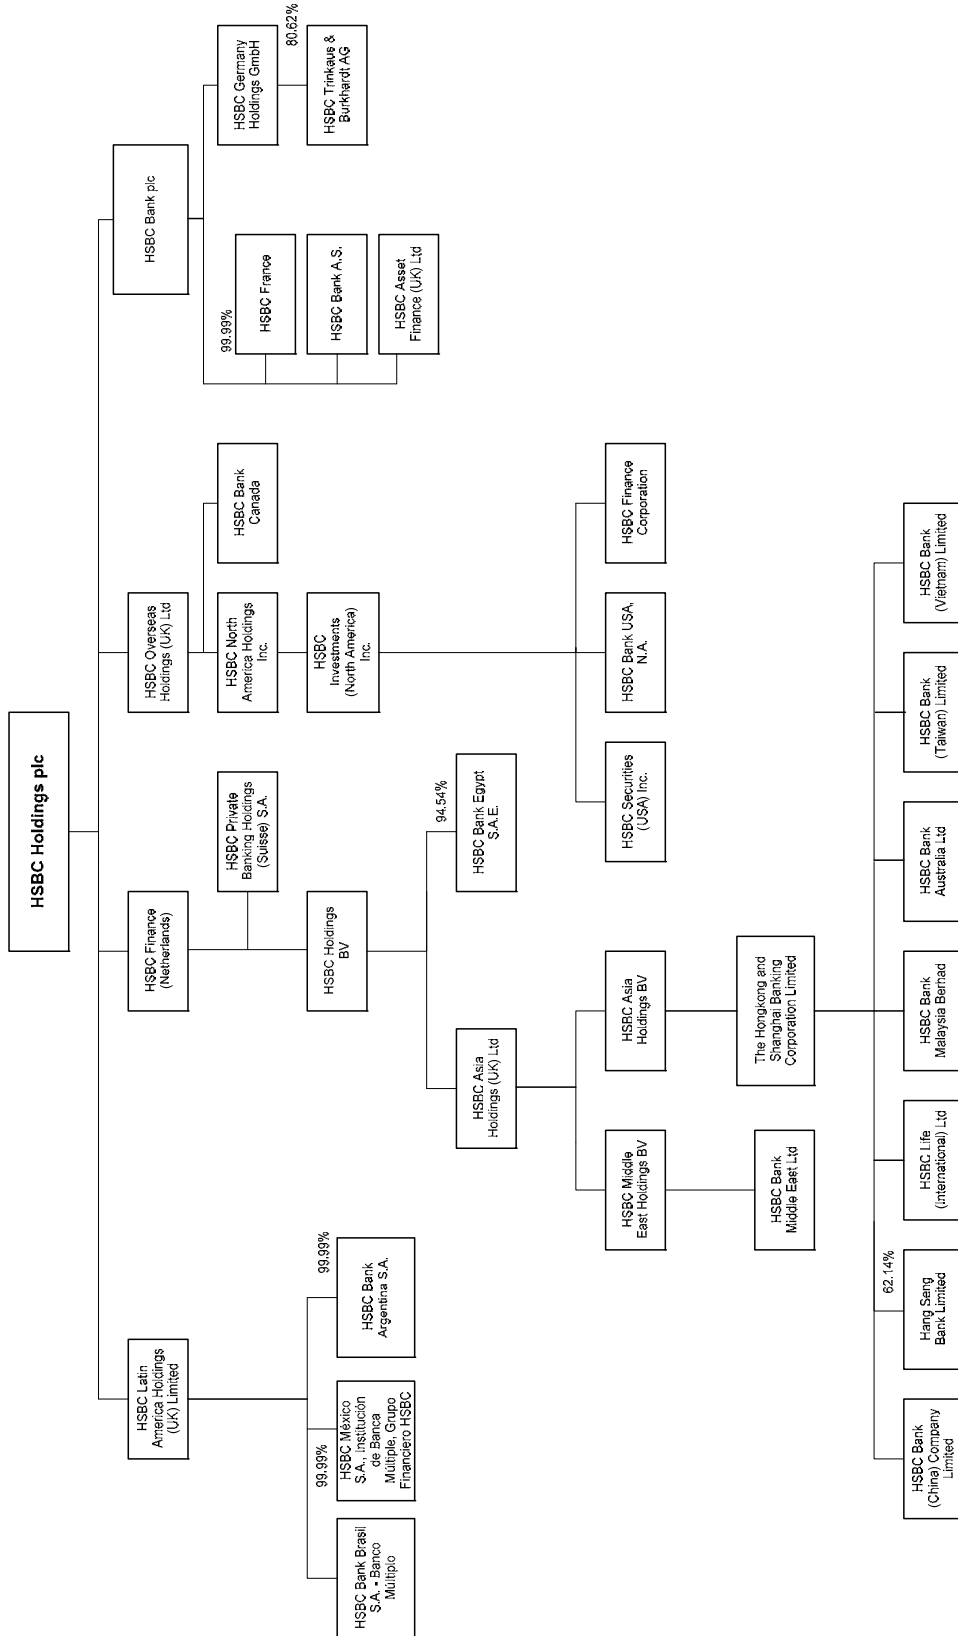 HSBC Holdings plc
HSBC Latin
America Holdings
(UK) Limited
HSBC Finance
(Netherlands)
HSBC Overseas
Holdings (UK) Ltd
HSBC Bank plc
HSBC Private
Banking Holdings
(Suisse) S.A.
HSBC North
America Holdings
Inc.
HSBC Bank
Canada
99.99%
HSBC France
HSBC Germany
Holdings GmbH
99.99%
HSBC Bank Brasil
S.A. - Banco
Múltiplo
HSBC México
S.A., Institución
de Banca
Múltiple, Grupo
Financiero HSBC
99.99%
HSBC Bank
Argentina S.A.
HSBC Holdings
BV
HSBC
Investments
(North America)
Inc.
HSBC Bank A.S.
80.62%
HSBC Trinkaus &
Burkhardt AG
HSBC Asset
Finance (UK) Ltd
HSBC Asia
Holdings (UK) Ltd
94.54%
HSBC Bank Egypt
S.A.E.
HSBC Middle
East Holdings BV
HSBC Asia
Holdings BV
HSBC Securities
(USA) Inc.
HSBC Bank USA,
N.A.
HSBC Finance
Corporation
HSBC Bank
Middle East Ltd
The Hongkong and
Shanghai Banking
Corporation Limited
62.14%
HSBC Bank
(China) Company
Limited
Hang Seng
Bank Limited
HSBC Life
(International) Ltd
HSBC Bank
Malaysia Berhad
HSBC Bank
Australia Ltd
HSBC Bank
(Taiwan) Limited
HSBC Bank
(Vietnam) Limited